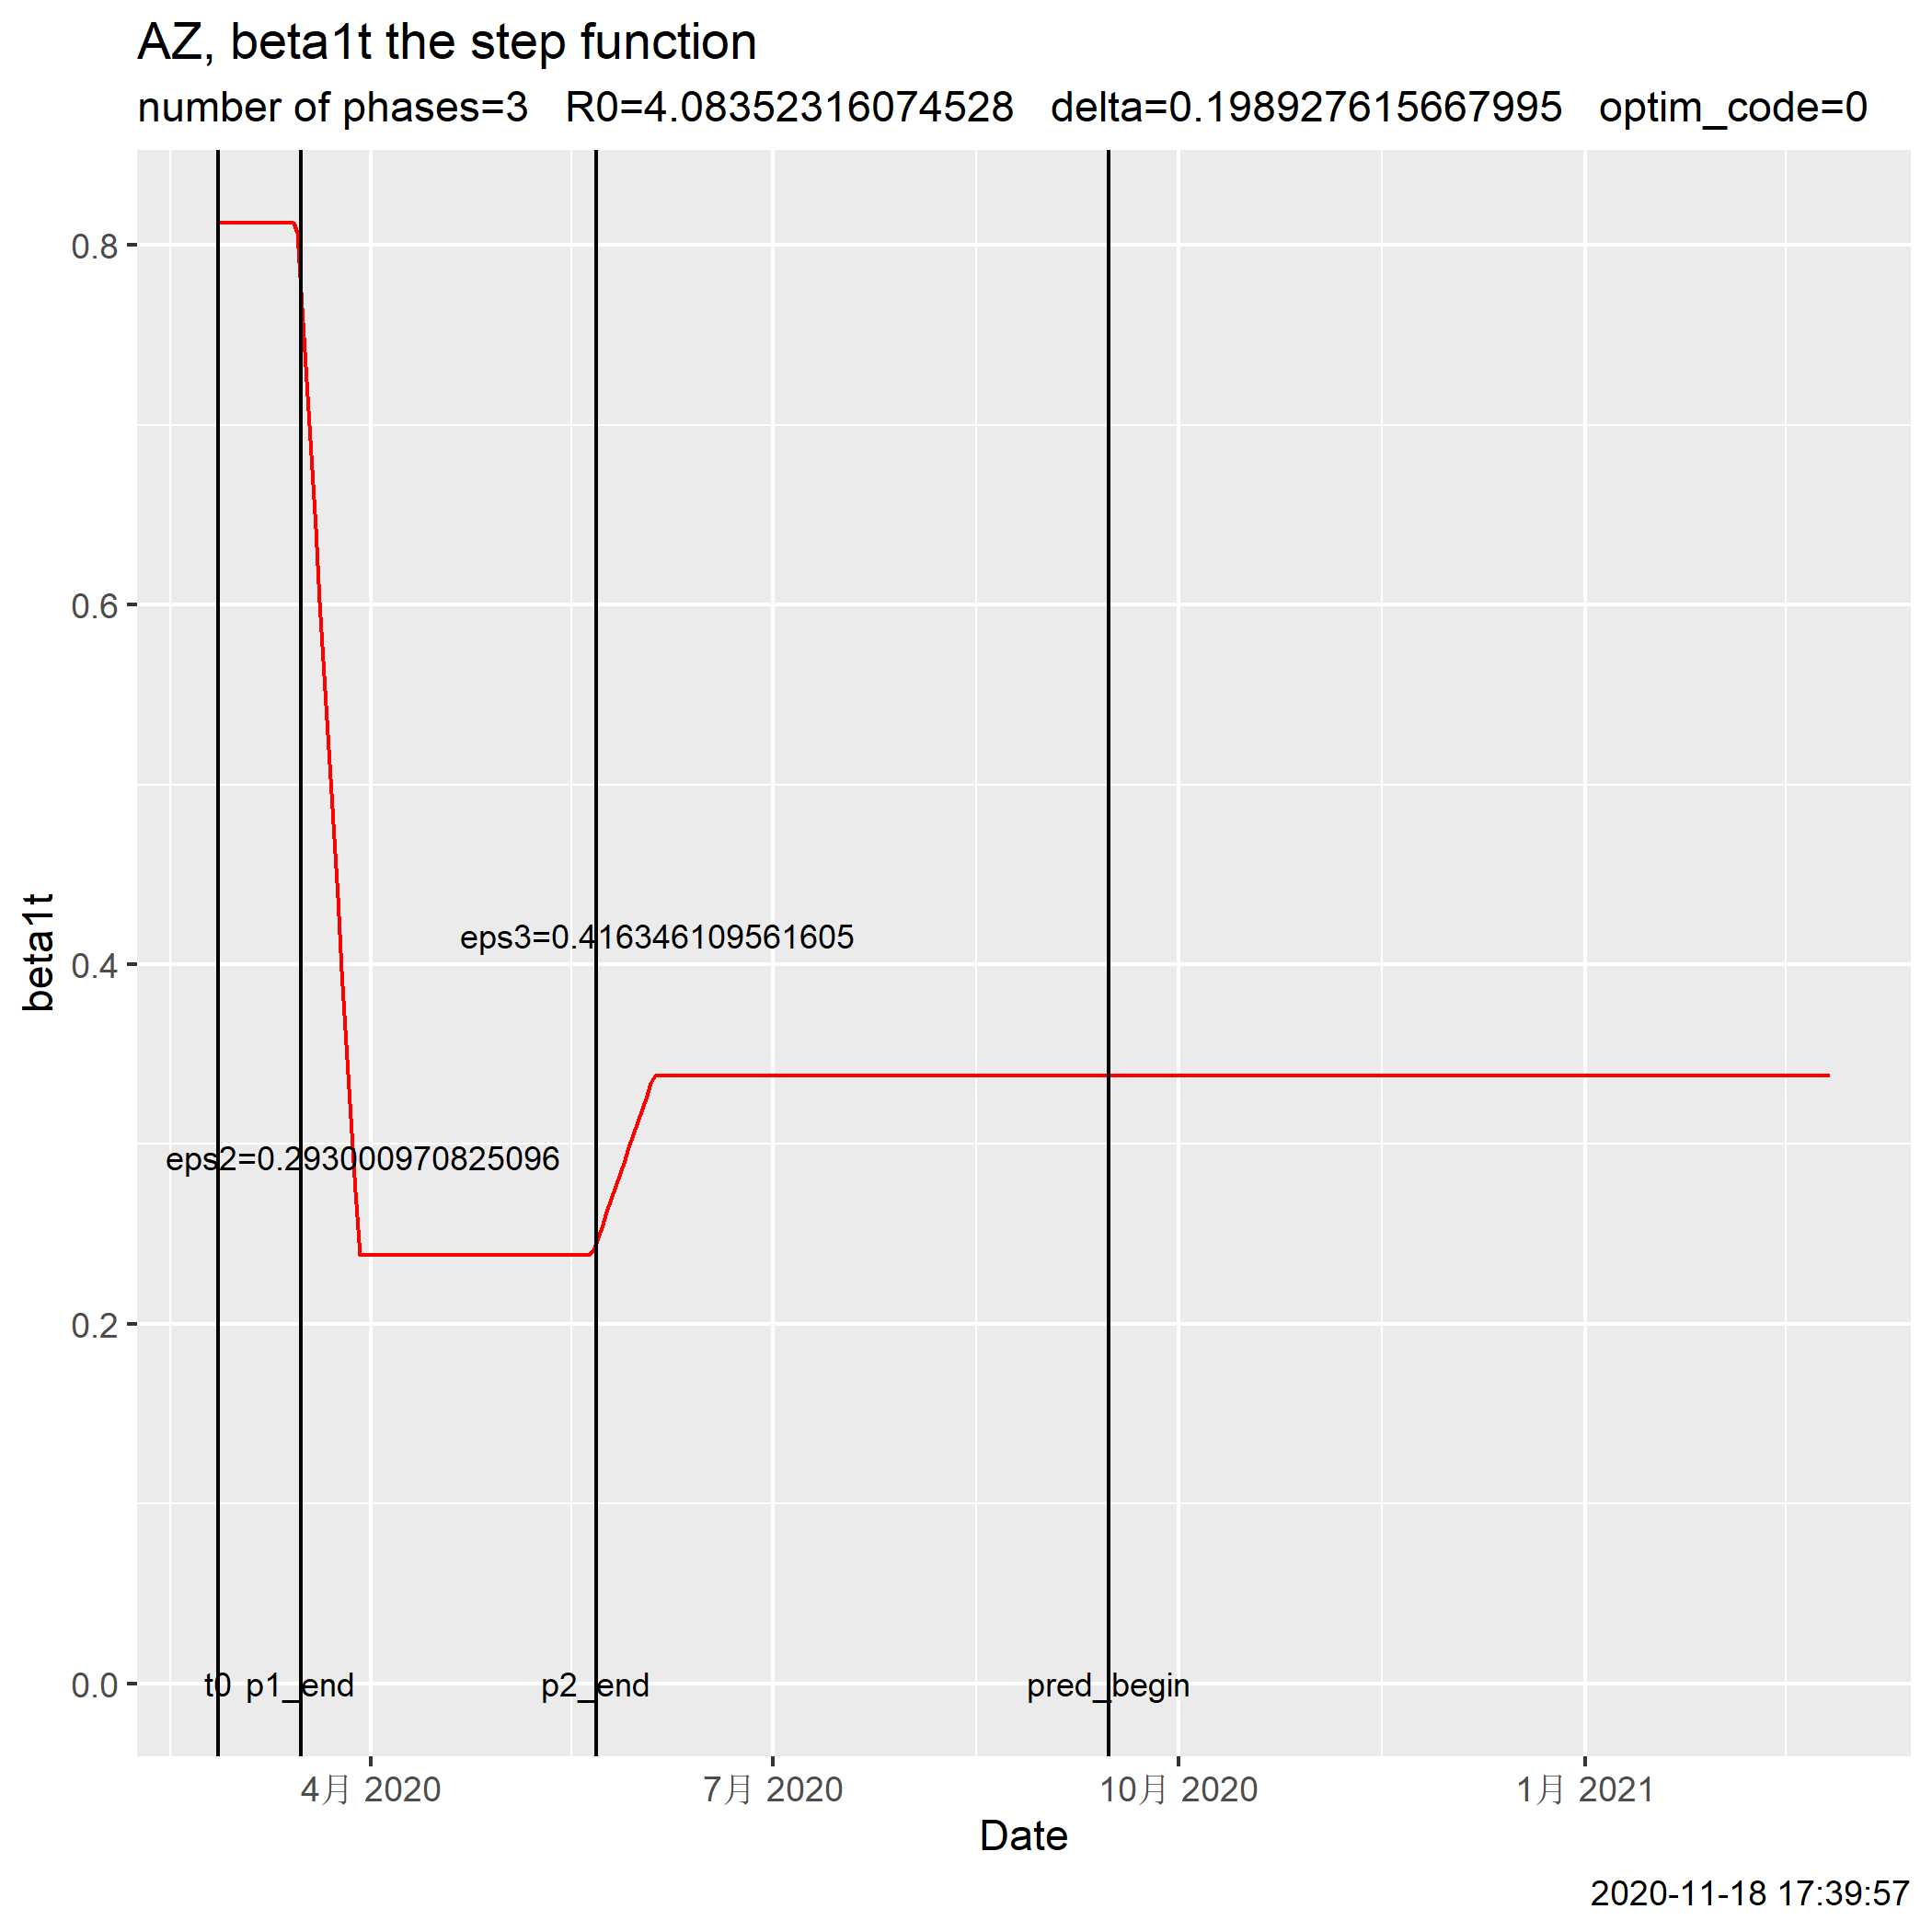 AZ, beta1t the step function
number of phases=3   R0=4.08352316074528   delta=0.198927615667995   optim_code=0
0.8
0.6
eps3=0.416346109561605
0.4
beta1t
eps2=0.293000970825096
0.2
0.0
t0 p1_end p2_end pred_begin
4月 2020 7月 2020 10月 2020 1月 2021
Date
2020-11-18 17:39:57